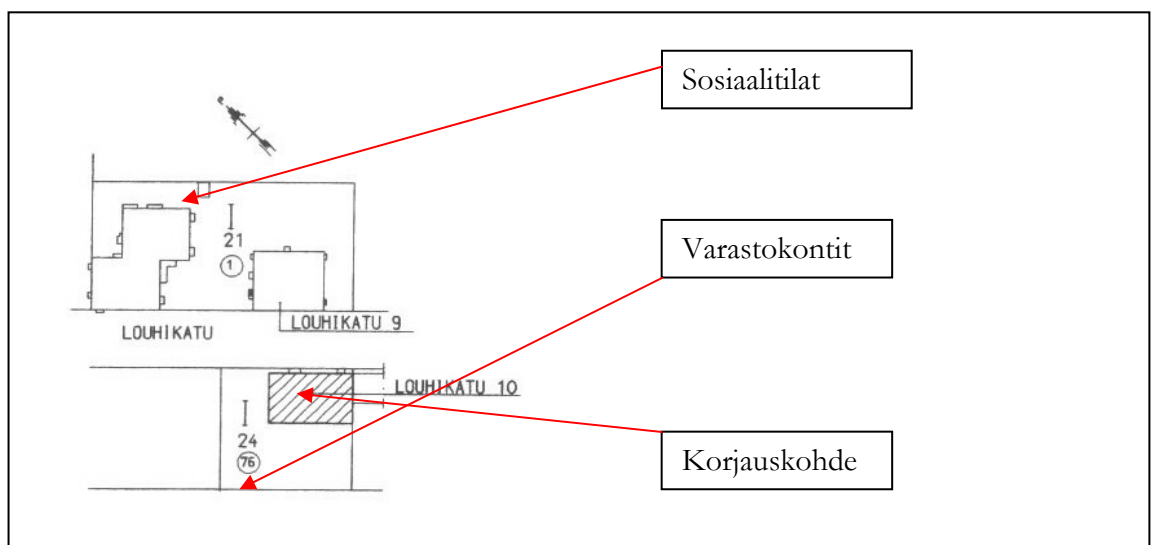 Sosiaalitilat
21
1
Varastokontit
LOUHIKATU 9
LOUHIKATU
LOUHIKATU 10
24
76
Korjauskohde